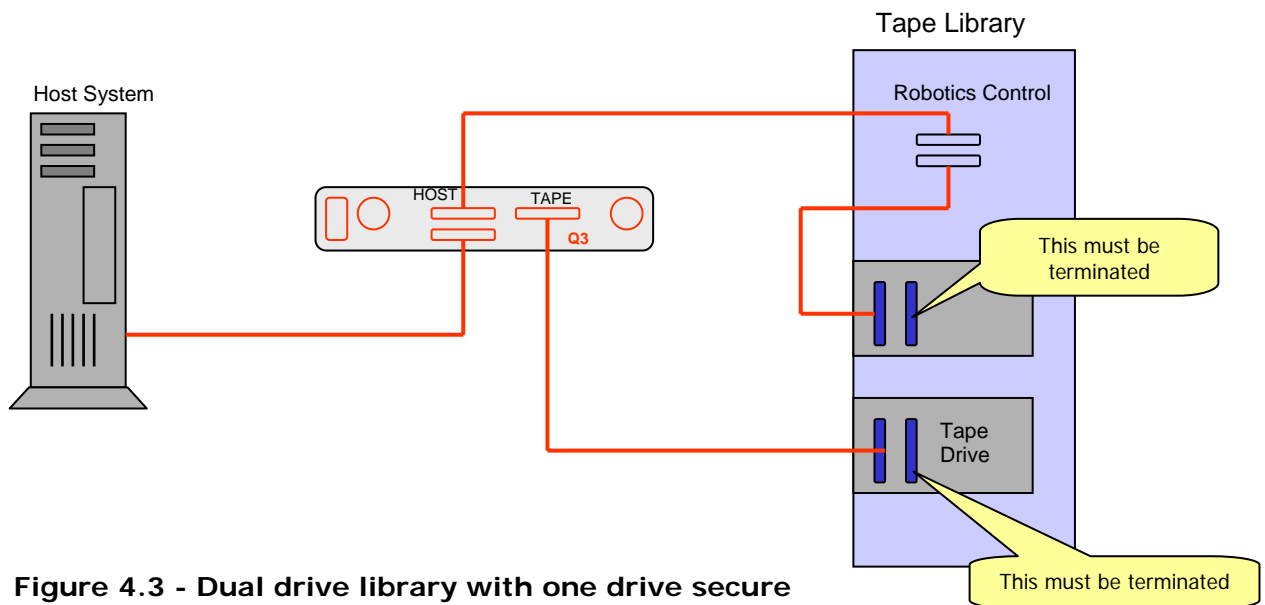 Tape Library
Host System
Robotics Control
HOST
TAPE
Q3
This must be
terminated
Tape
Drive
This must be terminated
Figure 4.3 - Dual drive library with one drive secure